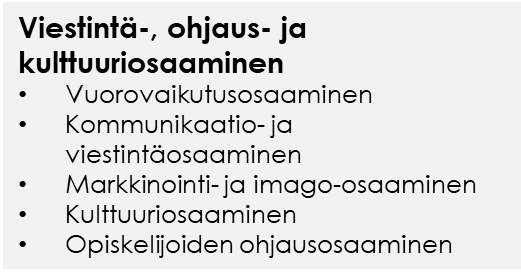 Viestintä-, ohjaus- ja
kulttuuriosaaminen
• Vuorovaikutusosaaminen
• Kommunikaatio- ja
viestintäosaaminen
• Markkinointi- ja imago-osaaminen
• Kulttuuriosaaminen
• Opiskelijoiden ohjausosaaminen